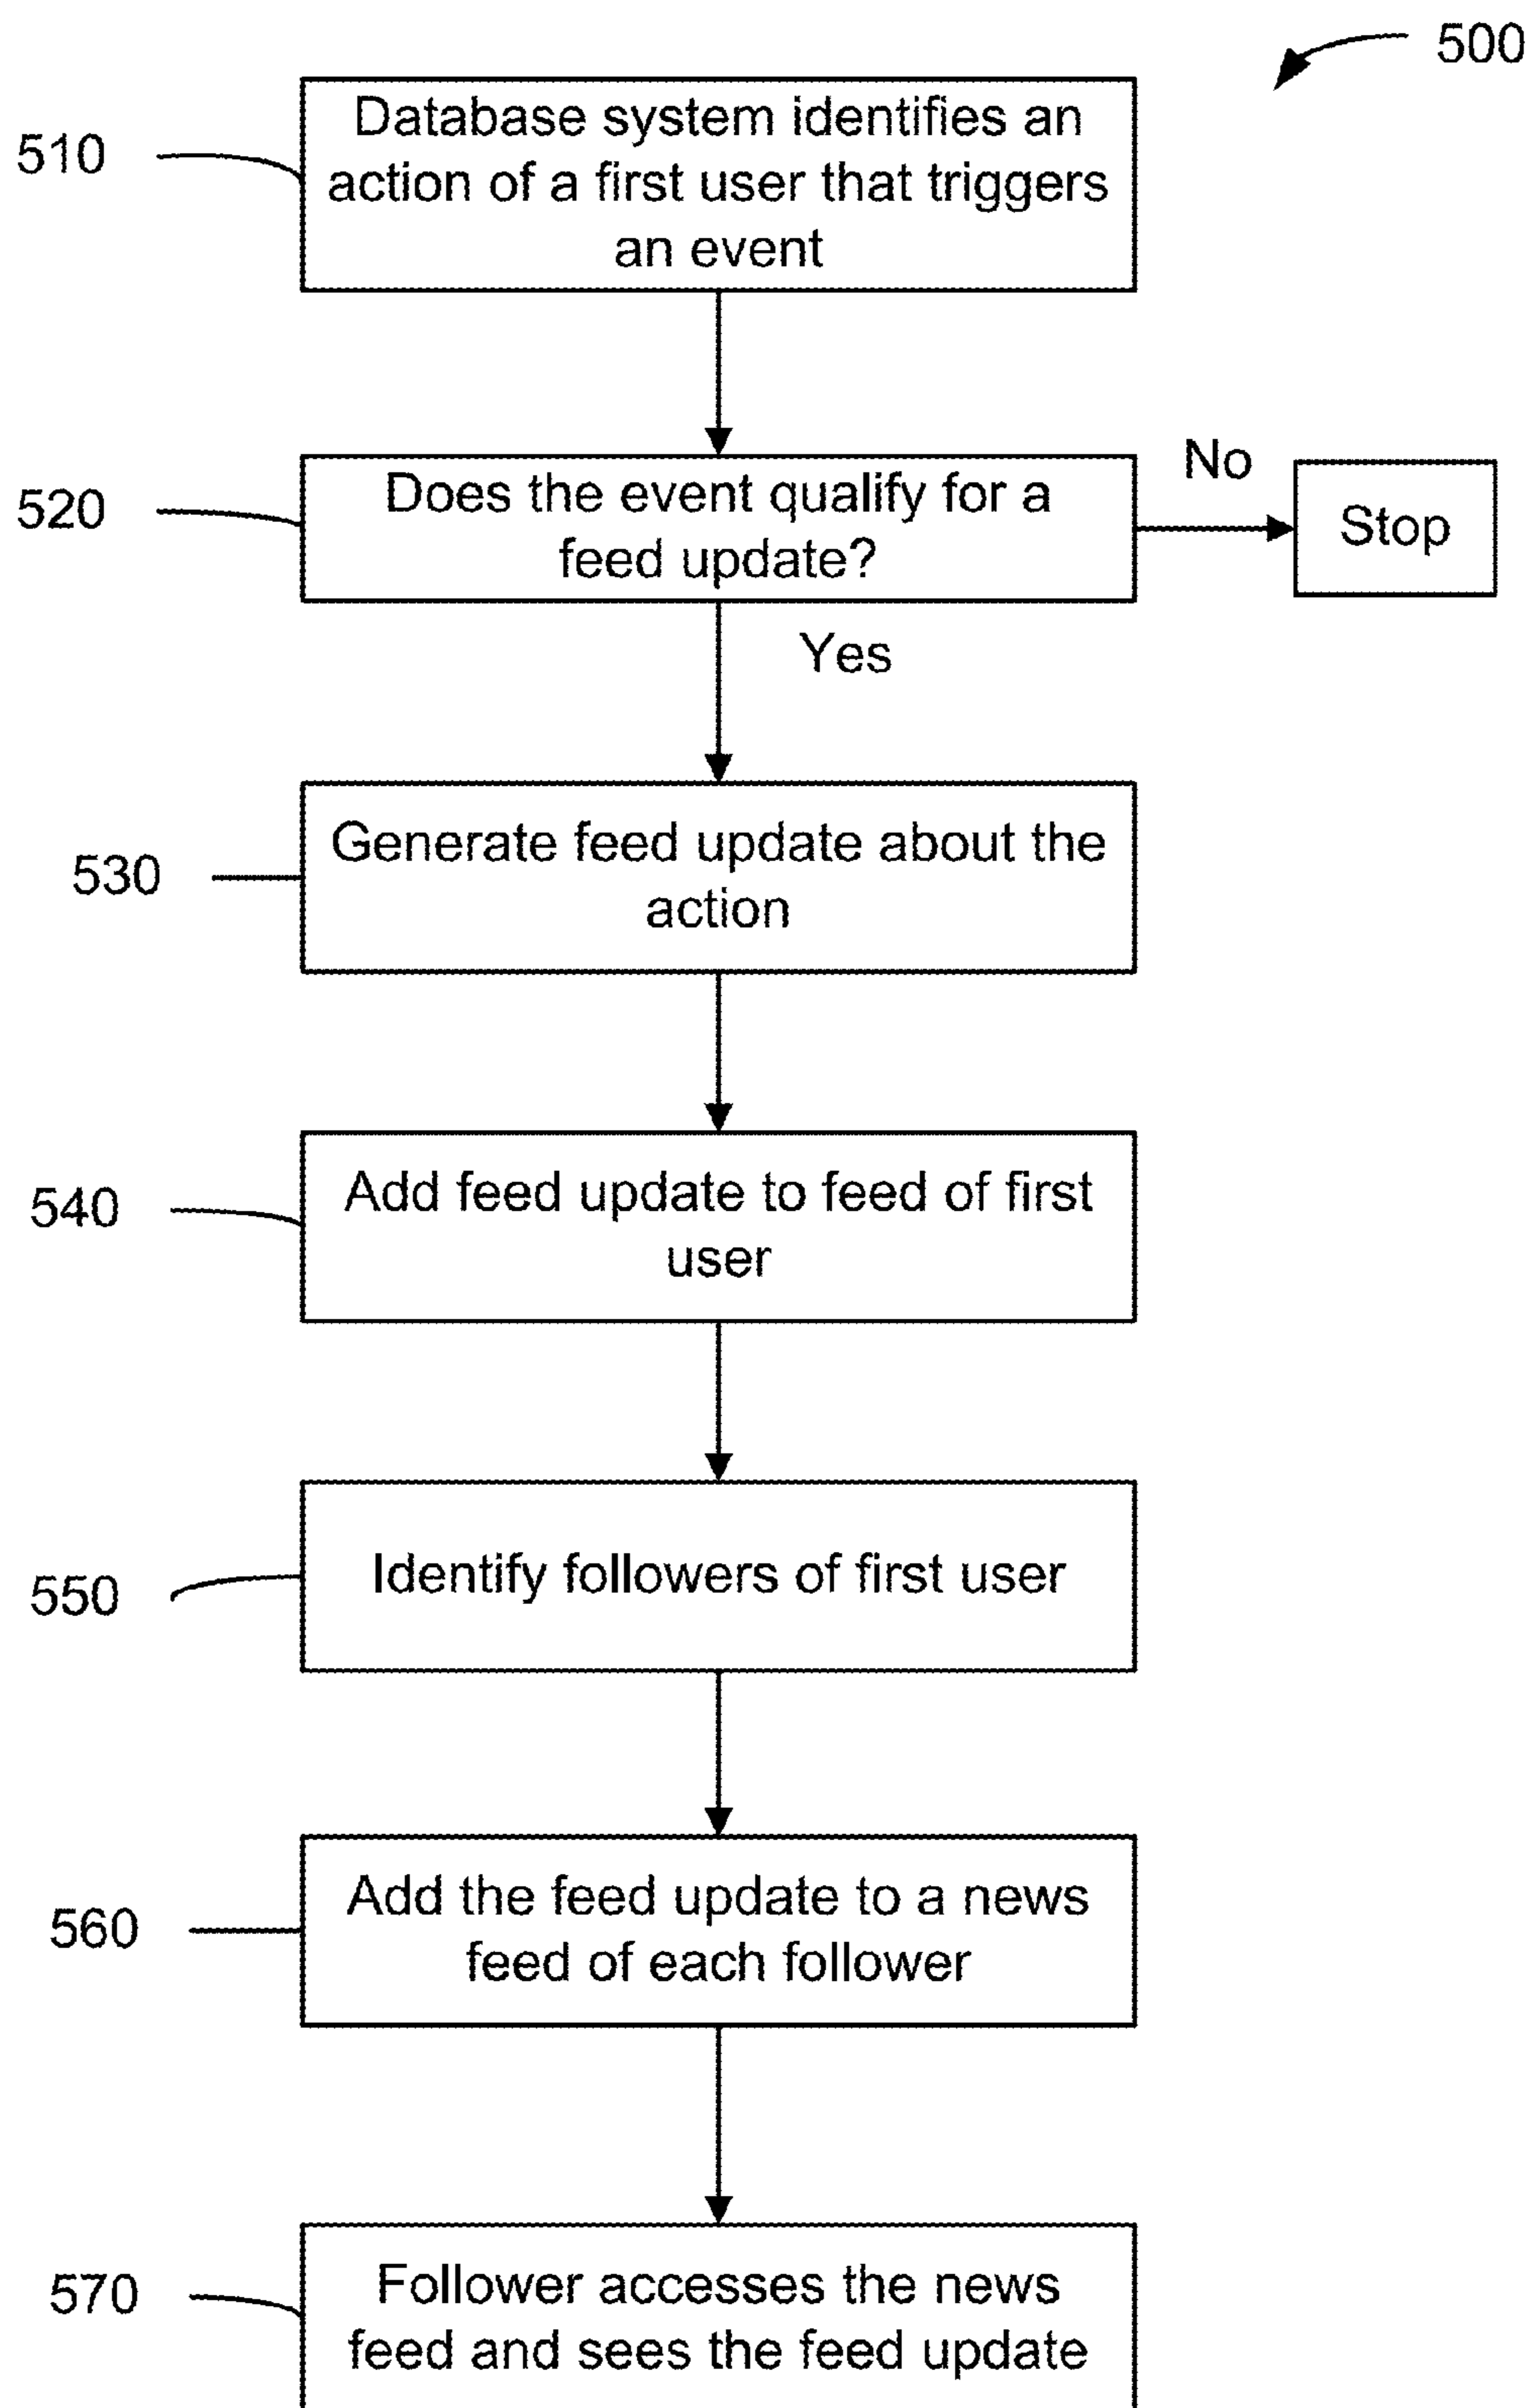 500
510
Database system identifies an
action of a first user that triggers
an event
520
Does the event qualify for a
feed update?
No
Stop
Yes
530
Generate feed update about the
action
540
Add feed update to feed of first
user
550
Identify followers of first user
560
Add the feed update to a news
feed of each follower
570
Follower accesses the news
feed and sees the feed update